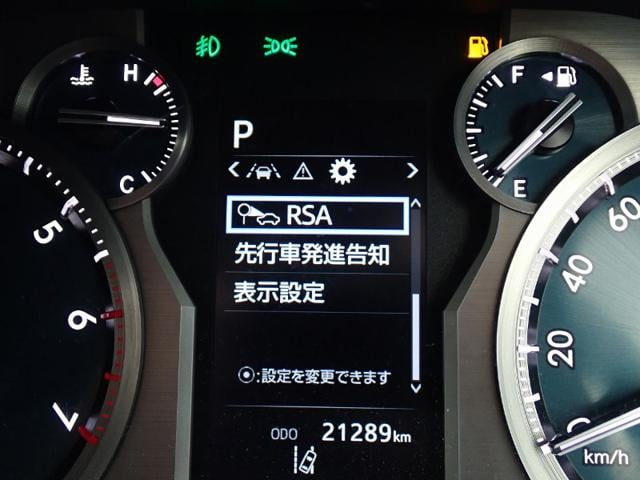 H
C
F
E
P
RSA
先行車発進告知
表示設定
:設定を変更できます
ODO 21289km
5
6
7
60
40
20
0
km/h